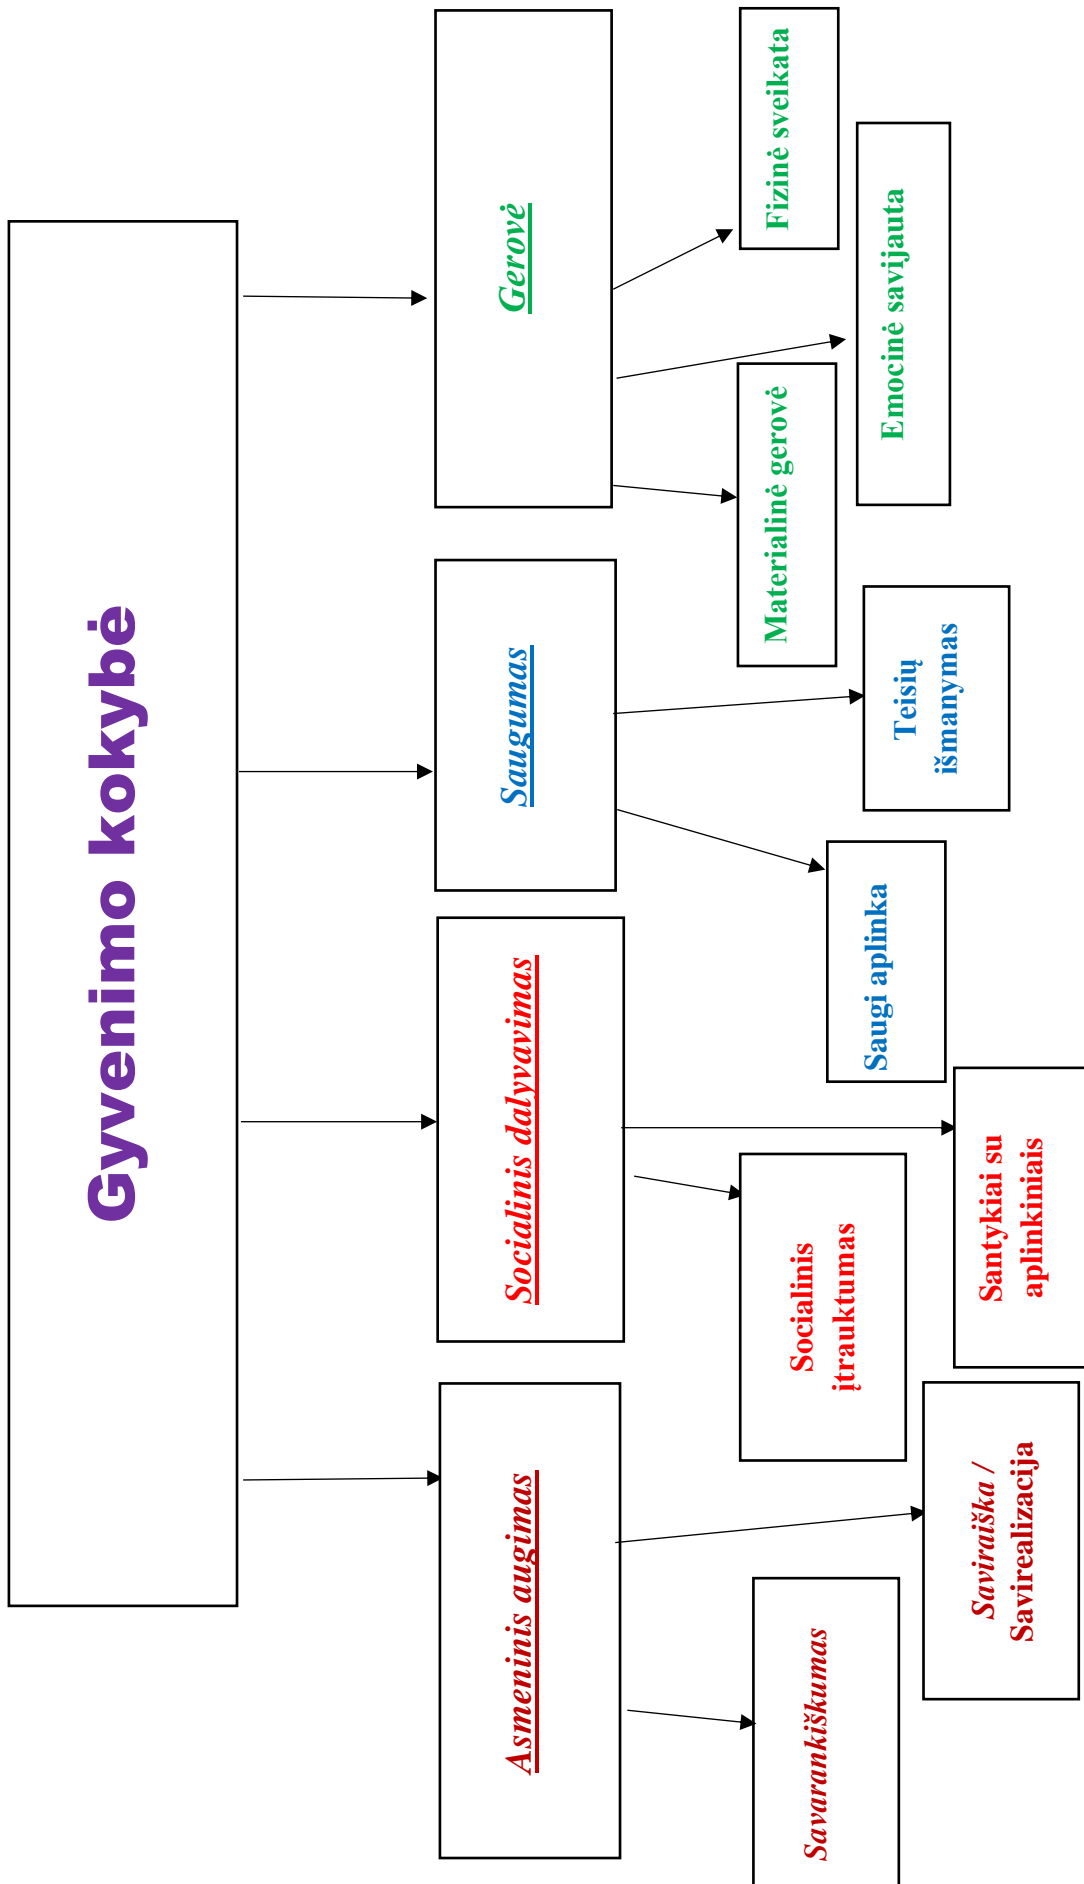 Gyvenimo kokybė
Asmeninis augimas
Socialinis dalyvavimas
Saugumas
Gerovė
Savarankiškumas
Saviraiška /
Savirealizacija
Socialinis
įtrauktumas
Santykiai su
aplinkiniais
Saugi aplinka
Teisių
išmanymas
Materialinė gerovė
Emocinė savijauta
Fizinė sveikata